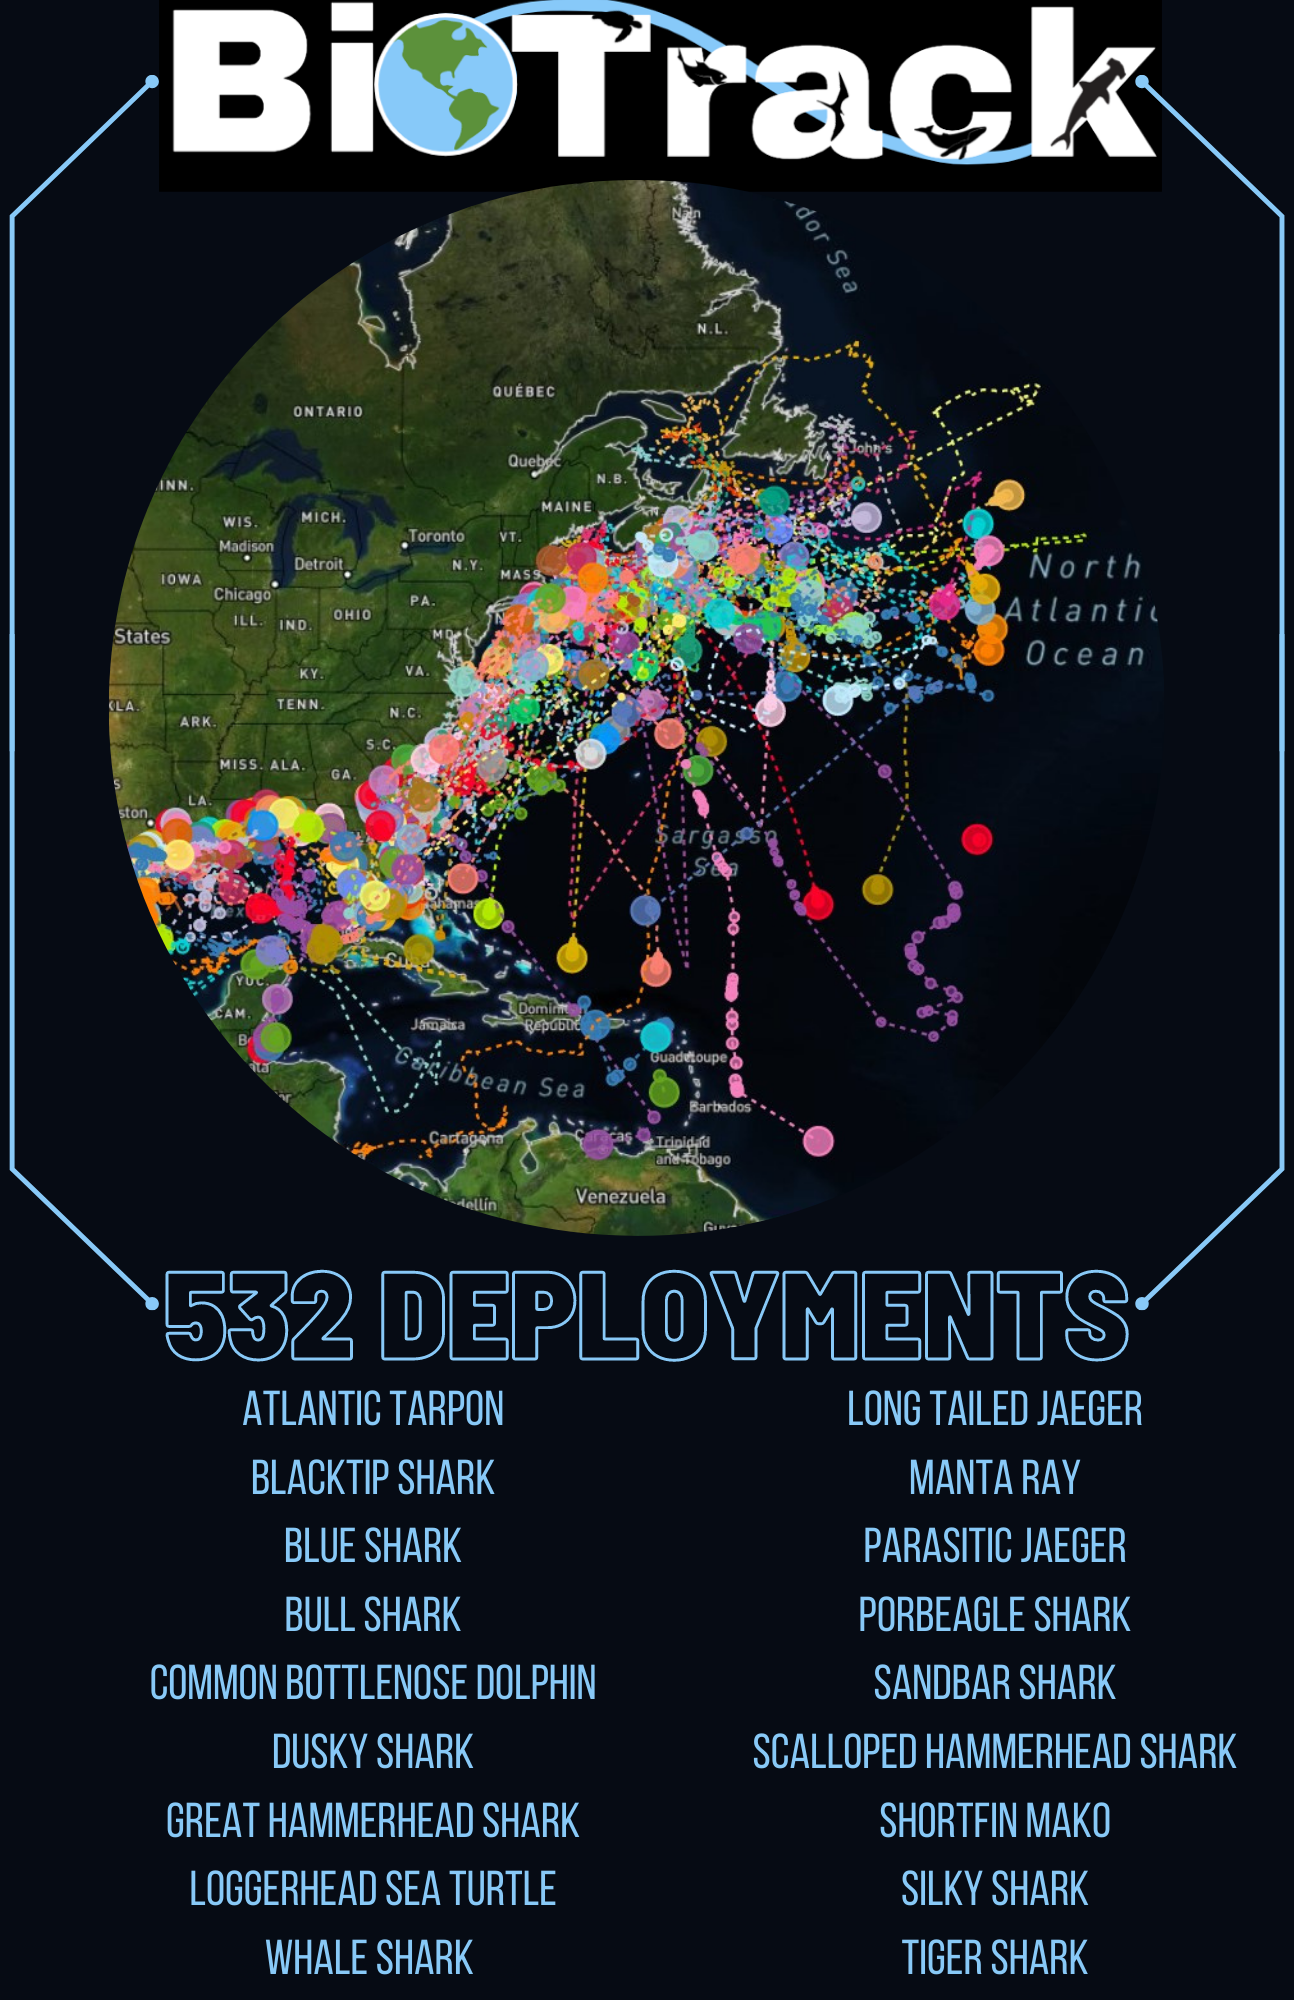 BioTrack
Nain
dor Sea
N.L.
QUÉBEC
ONTARIO
St John's
Quebec
N.B.
INN.
MAINE
WIS.
MICH.
Toronto
VT.
Madison
N.Y.
MASS
Detroit
IOWA
Chicago
PA.
North
Atlantic
Ocean
ILL.
IND.
OHIO
States
MD.
KY.
VA.
KLA.
TENN.
N.C.
ARK.
S.C.
MISS.
ALA.
GA.
LA.
ston
Sargasso
Sea
Bahamas
Cuba
YUC.
CAM.
Jamaica
Dominican
Republic
Caribbean Sea
Guadeloupe
Barbados
Cartagena
Caracas
Trinidad
and Tobago
Venezuela
dellín
532 DEPLOYMENTS
ATLANTIC TARPON
BLACKTIP SHARK
BLUE SHARK
BULL SHARK
COMMON BOTTLENOSE DOLPHIN
DUSKY SHARK
GREAT HAMMERHEAD SHARK
LOGGERHEAD SEA TURTLE
WHALE SHARK
LONG TAILED JAEGER
MANTA RAY
PARASITIC JAEGER
PORBEAGLE SHARK
SANDBAR SHARK
SCALLOPED HAMMERHEAD SHARK
SHORTFIN MAKO
SILKY SHARK
TIGER SHARK